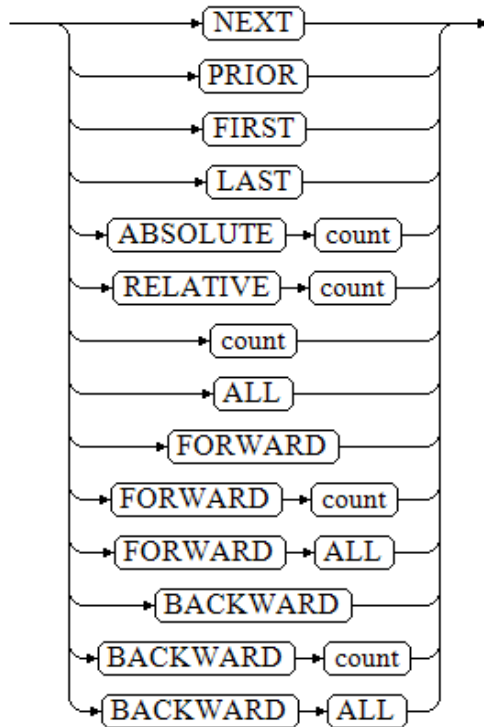 NEXT
PRIOR
FIRST
LAST
ABSOLUTE count
RELATIVE count
count
ALL
FORWARD
FORWARD count
FORWARD ALL
BACKWARD
BACKWARD count
BACKWARD ALL